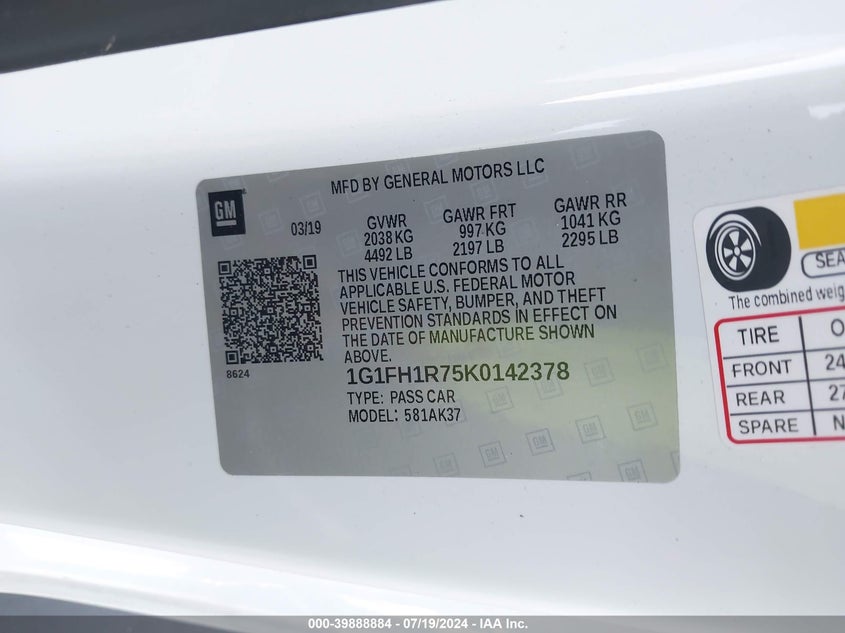 MFD BY GENERAL MOTORS LLC
GM
03/19
GVWR GAWR FRT GAWR RR
2038 KG 997 KG 1041 KG
4492 LB 2197 LB 2295 LB
THIS VEHICLE CONFORMS TO ALL
APPLICABLE U.S. FEDERAL MOTOR
VEHICLE SAFETY, BUMPER, AND THEFT
PREVENTION STANDARDS IN EFFECT ON
THE DATE OF MANUFACTURE SHOWN
ABOVE.
8624
1G1FH1R75K0142378
TYPE: PASS CAR
MODEL: 581AK37
SEA
The combined weig
TIRE O
FRONT 24
REAR 27
SPARE N
000-39888884 / 07/19/2024 - IAA Inc.